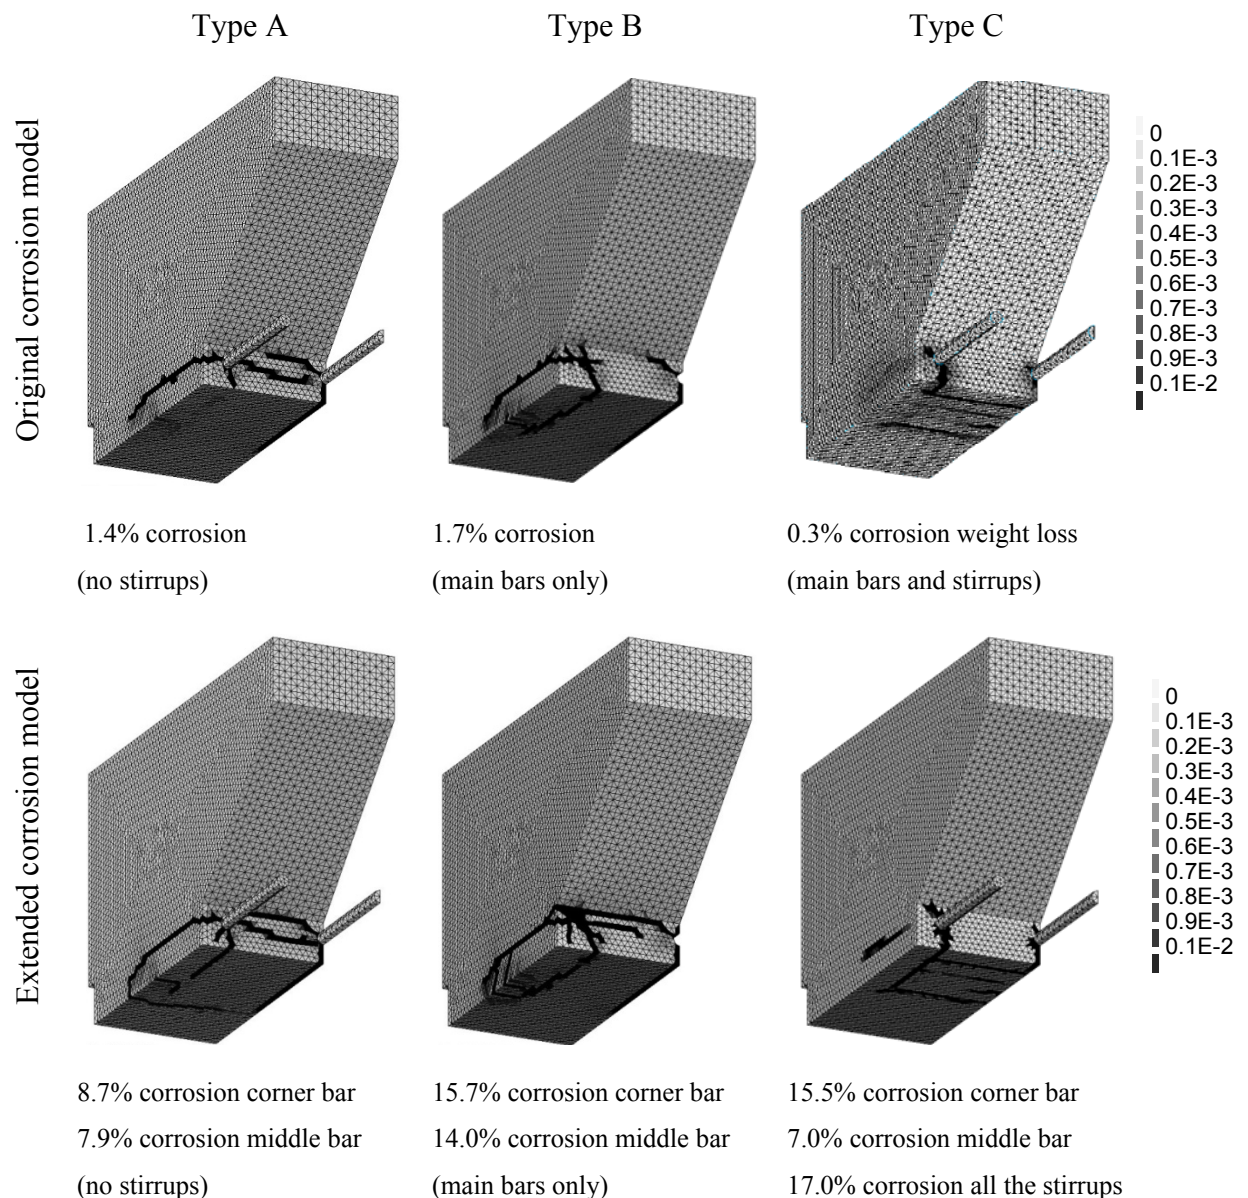 Type A
Type B
Type C
Original corrosion model
0
0.1E-3
0.2E-3
0.3E-3
0.4E-3
0.5E-3
0.6E-3
0.7E-3
0.8E-3
0.9E-3
0.1E-2
1.4% corrosion
(no stirrups)
1.7% corrosion
(main bars only)
0.3% corrosion weight loss
(main bars and stirrups)
Extended corrosion model
0
0.1E-3
0.2E-3
0.3E-3
0.4E-3
0.5E-3
0.6E-3
0.7E-3
0.8E-3
0.9E-3
0.1E-2
8.7% corrosion corner bar
7.9% corrosion middle bar
(no stirrups)
15.7% corrosion corner bar
14.0% corrosion middle bar
(main bars only)
15.5% corrosion corner bar
7.0% corrosion middle bar
17.0% corrosion all the stirrups